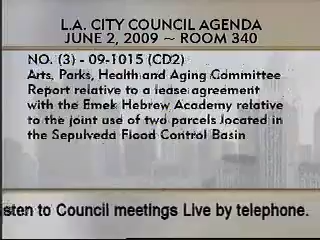 L.A. CITY COUNCIL AGENDA
JUNE 2, 2009 ~ ROOM 340
NO. (3) - 09-1015 (CD2)
Arts, Parks, Health and Aging Committee
Report relative to a lease agreement
with the Emek Hebrew Academy relative
to the joint use of two parcels located in
the Sepulveda Flood Control Basin
sten to Council meetings Live by telephone.